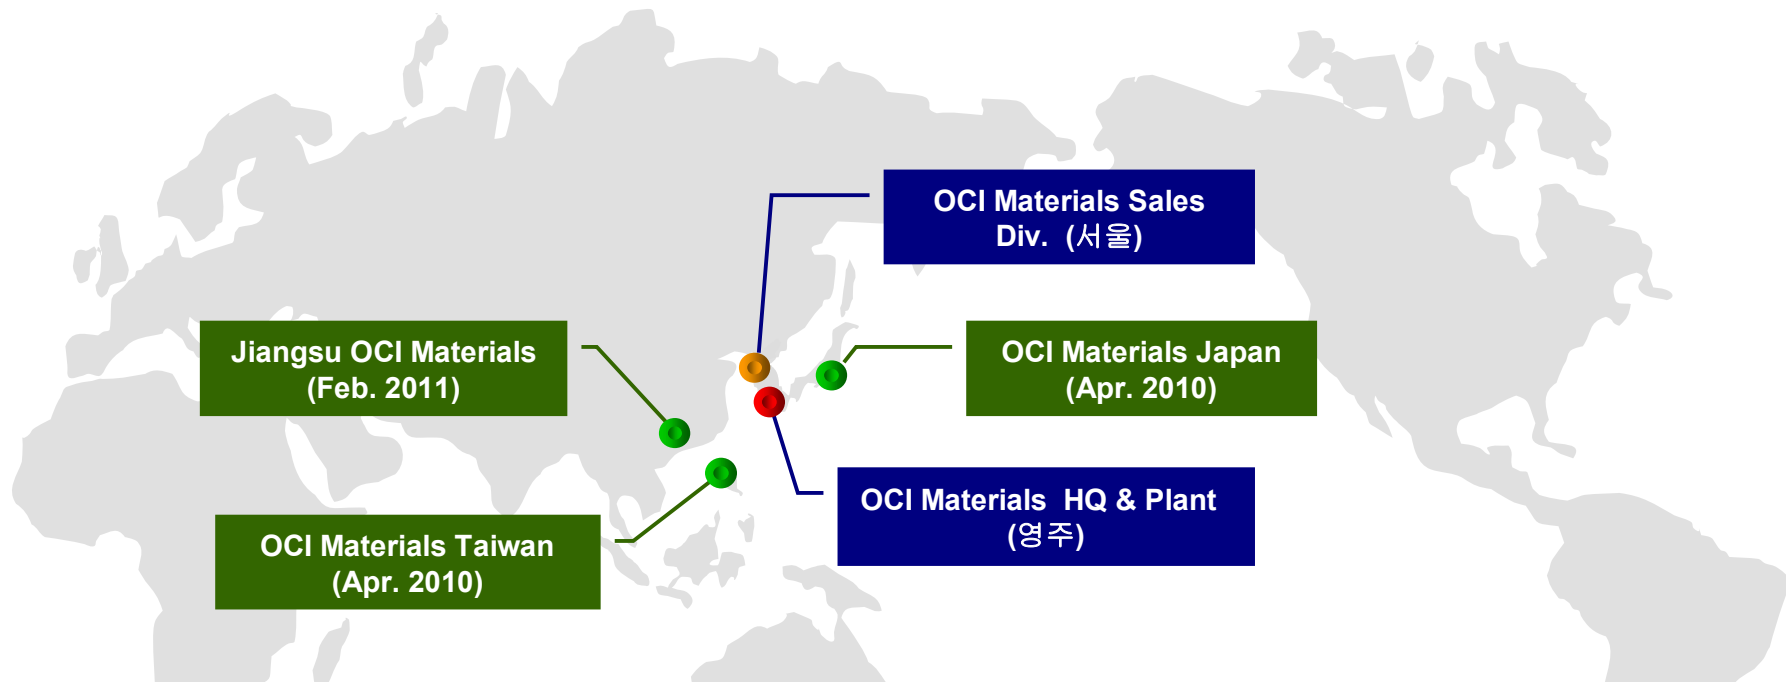 OCI Materials Sales
Div. (서울)
Jiangsu OCI Materials
(Feb. 2011)
OCI Materials Japan
(Apr. 2010)
OCI Materials HQ & Plant
(영주)
OCI Materials Taiwan
(Apr. 2010)